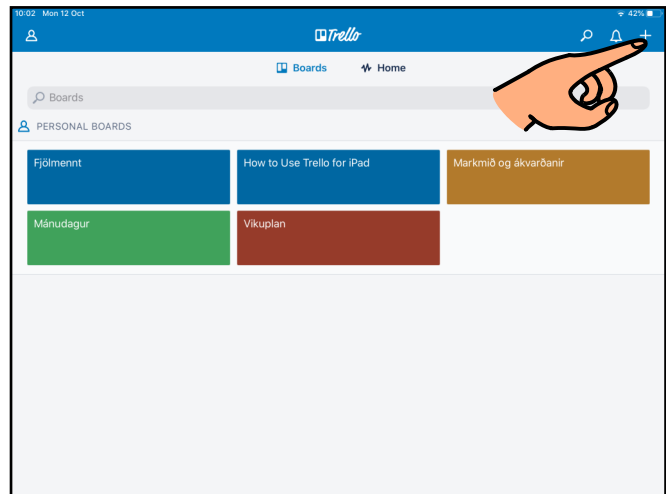 10:02 Mon 12 Oct 42%
Trello
Boards Home
Boards
PERSONAL BOARDS
Fjölmennt How to Use Trello for iPad Markmið og ákvarðanir
Mánudagur Vikuplan